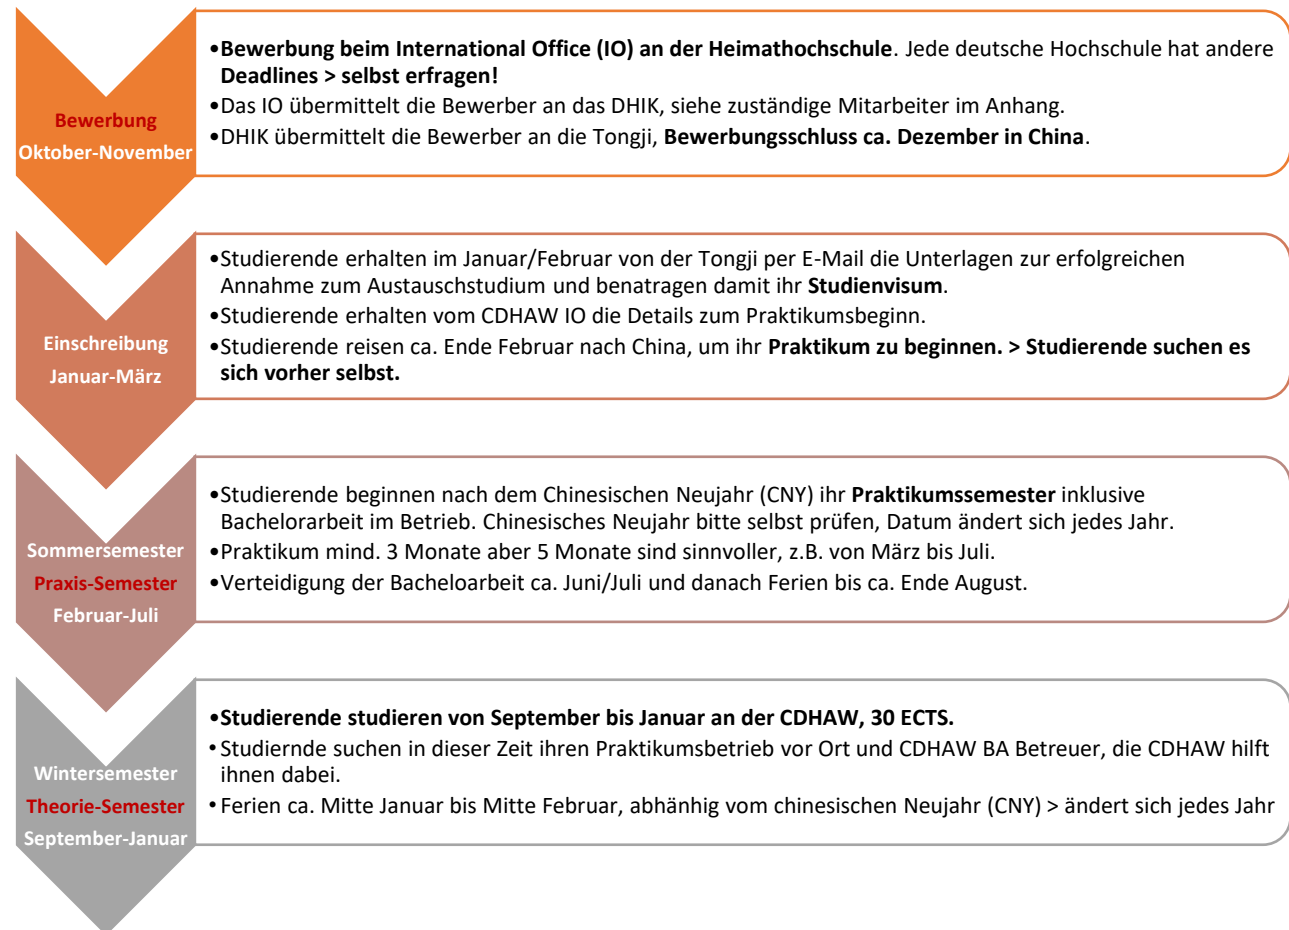 Bewerbung
Oktober-November
•Bewerbung beim International Office (IO) an der Heimathochschule. Jede deutsche Hochschule hat andere
Deadlines > selbst erfragen!
•Das IO übermittelt die Bewerber an das DHIK, siehe zuständige Mitarbeiter im Anhang.
•DHIK übermittelt die Bewerber an die Tongji, Bewerbungsschluss ca. Dezember in China.
Einschreibung
Januar-März
•Studierende erhalten im Januar/Februar von der Tongji per E-Mail die Unterlagen zur erfolgreichen
Annahme zum Austauschstudium und benatragen damit ihr Studienvisum.
•Studierende erhalten vom CDHAW IO die Details zum Praktikumsbeginn.
•Studierende reisen ca. Ende Februar nach China, um ihr Praktikum zu beginnen. > Studierende suchen es
sich vorher selbst.
Sommersemester
Praxis-Semester
Februar-Juli
•Studierende beginnen nach dem Chinesischen Neujahr (CNY) ihr Praktikumssemester inklusive
Bachelorarbeit im Betrieb. Chinesisches Neujahr bitte selbst prüfen, Datum ändert sich jedes Jahr.
•Praktikum mind. 3 Monate aber 5 Monate sind sinnvoller, z.B. von März bis Juli.
•Verteidigung der Bacheloarbeit ca. Juni/Juli und danach Ferien bis ca. Ende August.
Wintersemester
Theorie-Semester
September-Januar
•Studierende studieren von September bis Januar an der CDHAW, 30 ECTS.
•Studiernde suchen in dieser Zeit ihren Praktikumsbetrieb vor Ort und CDHAW BA Betreuer, die CDHAW hilft
ihnen dabei.
•Ferien ca. Mitte Januar bis Mitte Februar, abhänhig vom chinesischen Neujahr (CNY) > ändert sich jedes Jahr